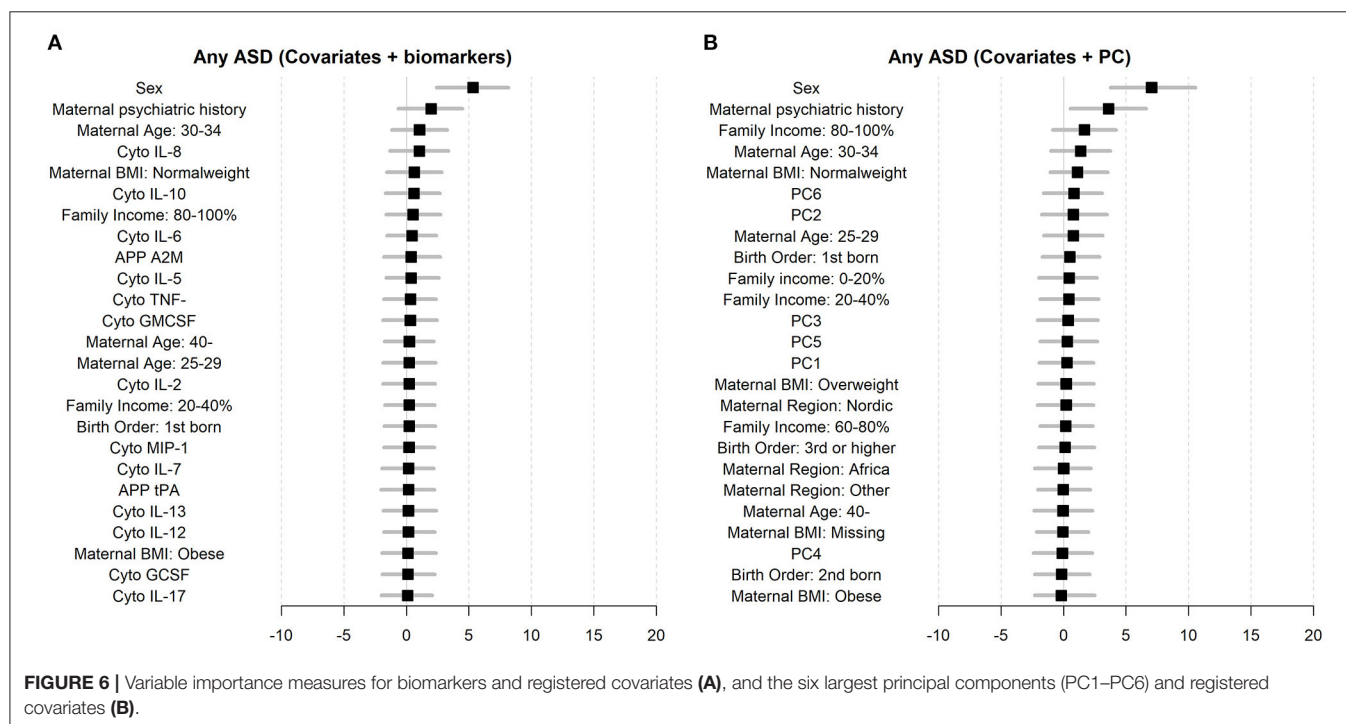 A
Any ASD (Covariates + biomarkers)
Sex
Maternal psychiatric history
Maternal Age: 30-34
Cyto IL-8
Maternal BMI: Normalweight
Cyto IL-10
Family Income: 80-100%
Cyto IL-6
APP A2M
Cyto IL-5
Cyto TNF-
Cyto GMCSF
Maternal Age: 40-
Maternal Age: 25-29
Cyto IL-2
Family Income: 20-40%
Birth Order: 1st born
Cyto MIP-1
Cyto IL-7
APP tPA
Cyto IL-13
Cyto IL-12
Maternal BMI: Obese
Cyto GCSF
Cyto IL-17
-10 -5 0 5 10 15 20
B
Any ASD (Covariates + PC)
Sex
Maternal psychiatric history
Family Income: 80-100%
Maternal Age: 30-34
Maternal BMI: Normalweight
PC6
PC2
Maternal Age: 25-29
Birth Order: 1st born
Family income: 0-20%
Family Income: 20-40%
PC3
PC5
PC1
Maternal BMI: Overweight
Maternal Region: Nordic
Family Income: 60-80%
Birth Order: 3rd or higher
Maternal Region: Africa
Maternal Region: Other
Maternal Age: 40-
Maternal BMI: Missing
PC4
Birth Order: 2nd born
Maternal BMI: Obese
-10 -5 0 5 10 15 20
FIGURE 6 | Variable importance measures for biomarkers and registered covariates (A), and the six largest principal components (PC1–PC6) and registered
covariates (B).